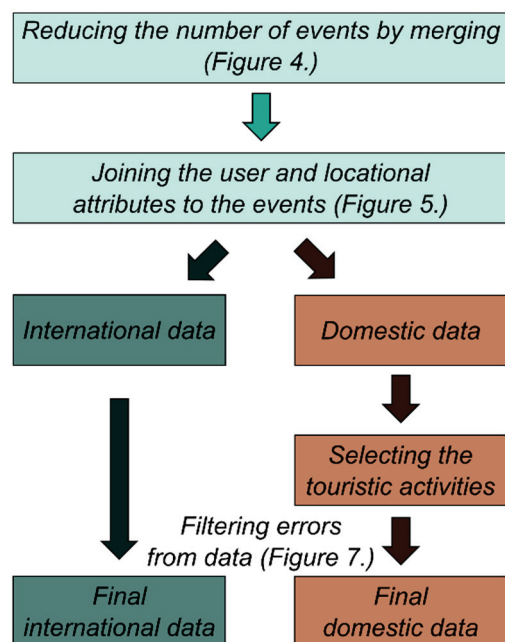 Reducing the number of events by merging
(Figure 4.)
Joining the user and locational
attributes to the events (Figure 5.)
International data
Domestic data
Selecting the
touristic activities
Filtering errors
from data (Figure 7.)
Final
international data
Final
domestic data